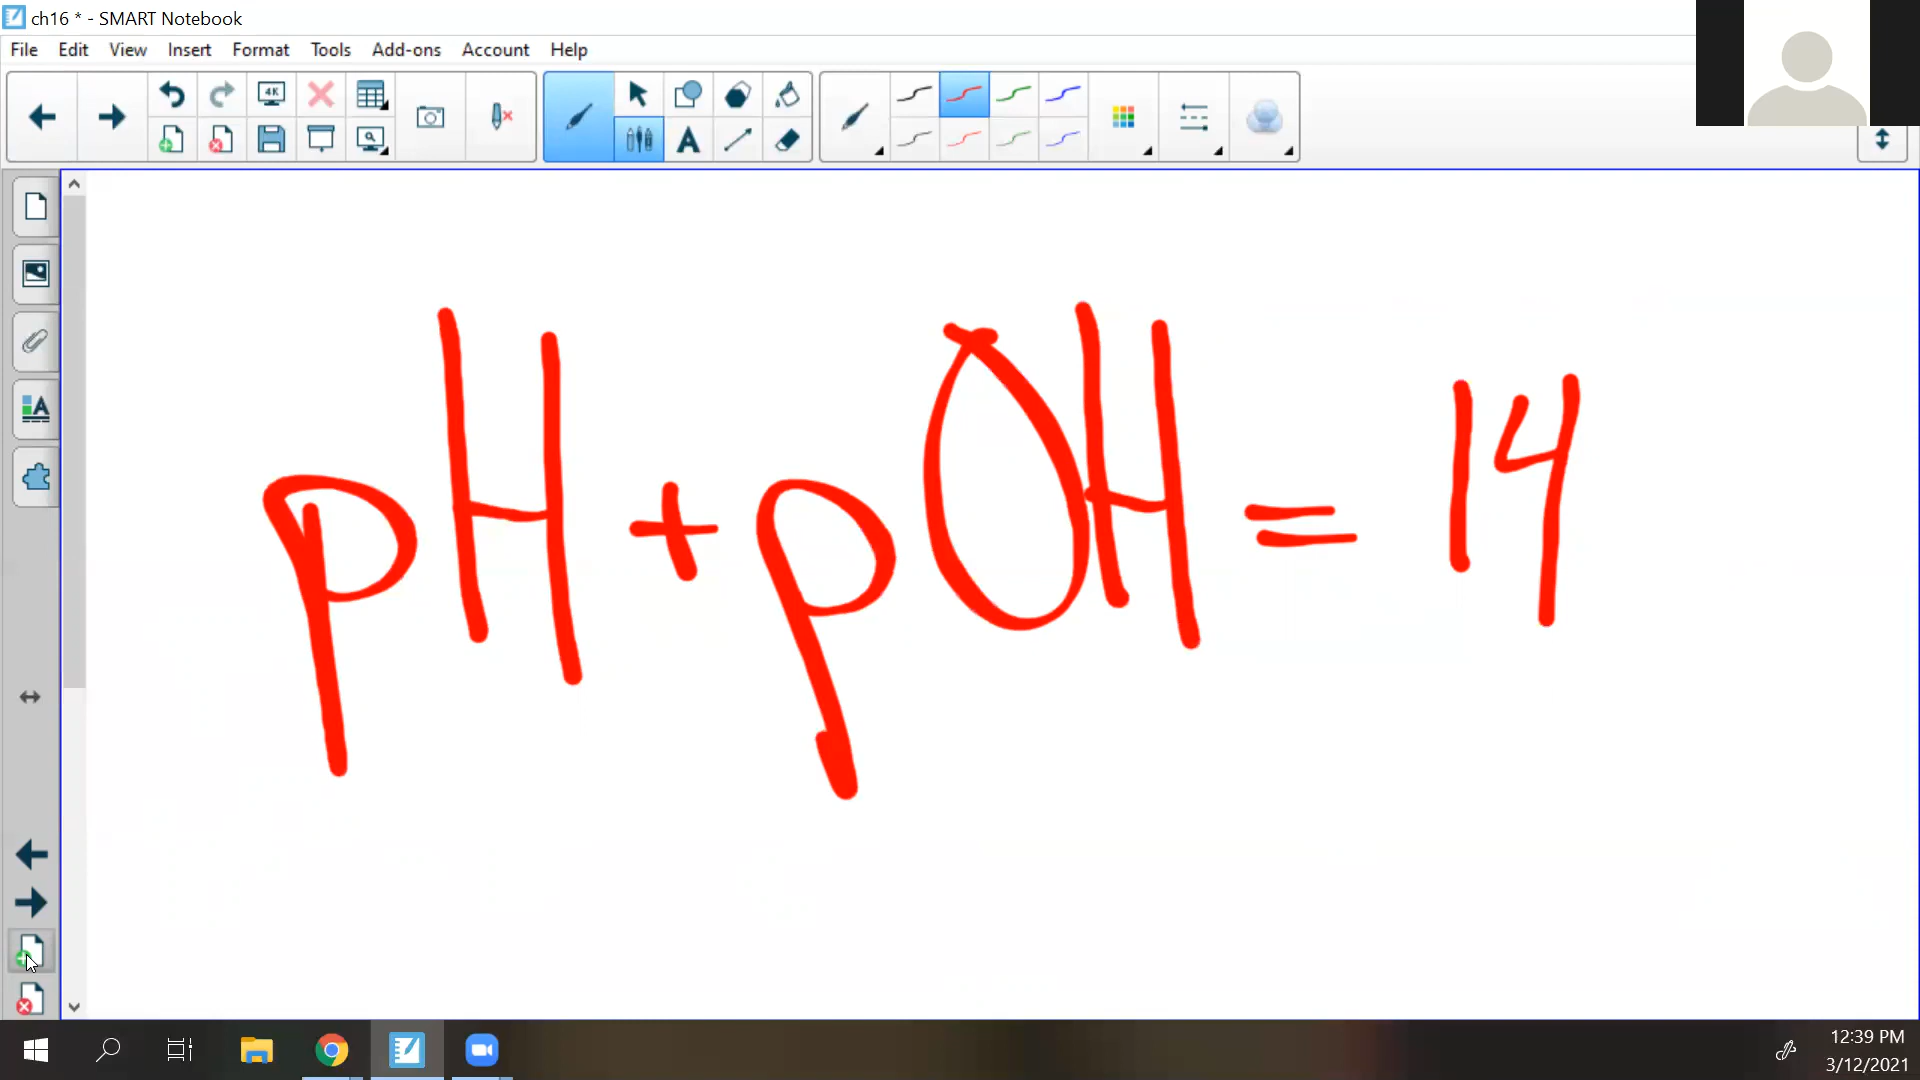 ch16 * - SMART Notebook
File Edit View Insert Format Tools Add-ons Account Help
4K
A
A
pH + pOH = 14
12:39 PM
3/12/2021